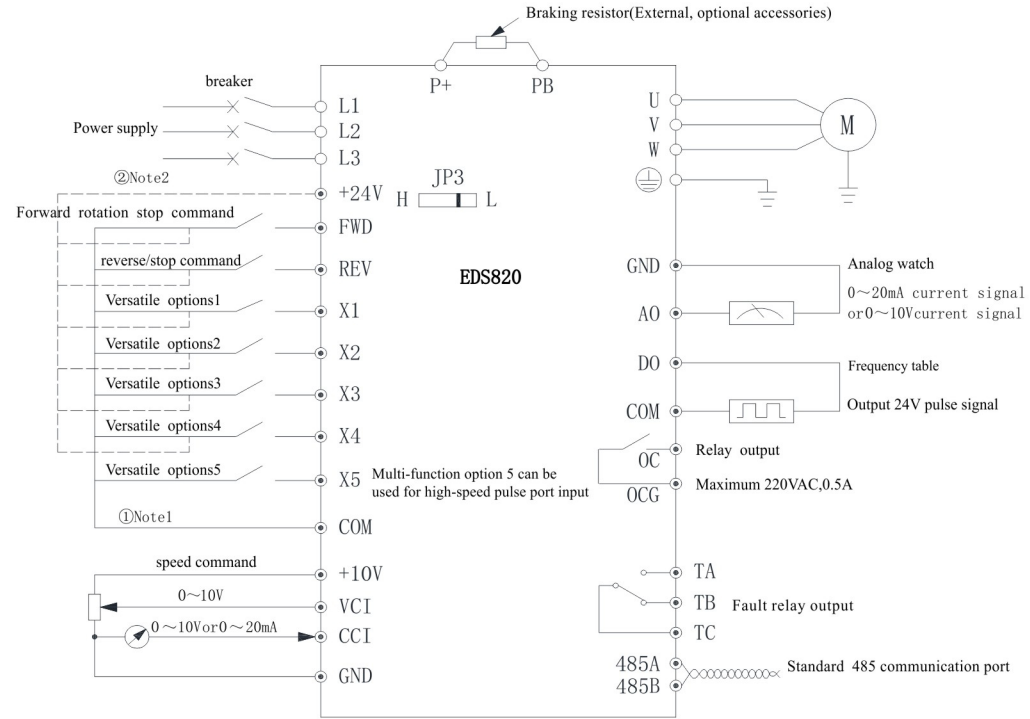 Braking resistor(External, optional accessories)
P+
PB
breaker
L1
Power supply
L2
L3
②Note2
+24V
JP3
H
L
Forward rotation stop command
FWD
reverse/stop command
REV
Versatile options1
X1
Versatile options2
X2
Versatile options3
X3
Versatile options4
X4
Versatile options5
X5
Multi-function option 5 can be
used for high-speed pulse port input
①Note1
COM
speed command
+10V
0～10V
VCI
0～10Vor0～20mA
CCI
GND
EDS820
U
V
W
M
GND
Analog watch
0～20mA current signal
AO
or0～10Vcurrent signal
DO
Frequency table
COM
Output 24V pulse signal
OC
Relay output
OCG
Maximum 220VAC,0.5A
TA
TB
Fault relay output
TC
485A
Standard 485 communication port
485B